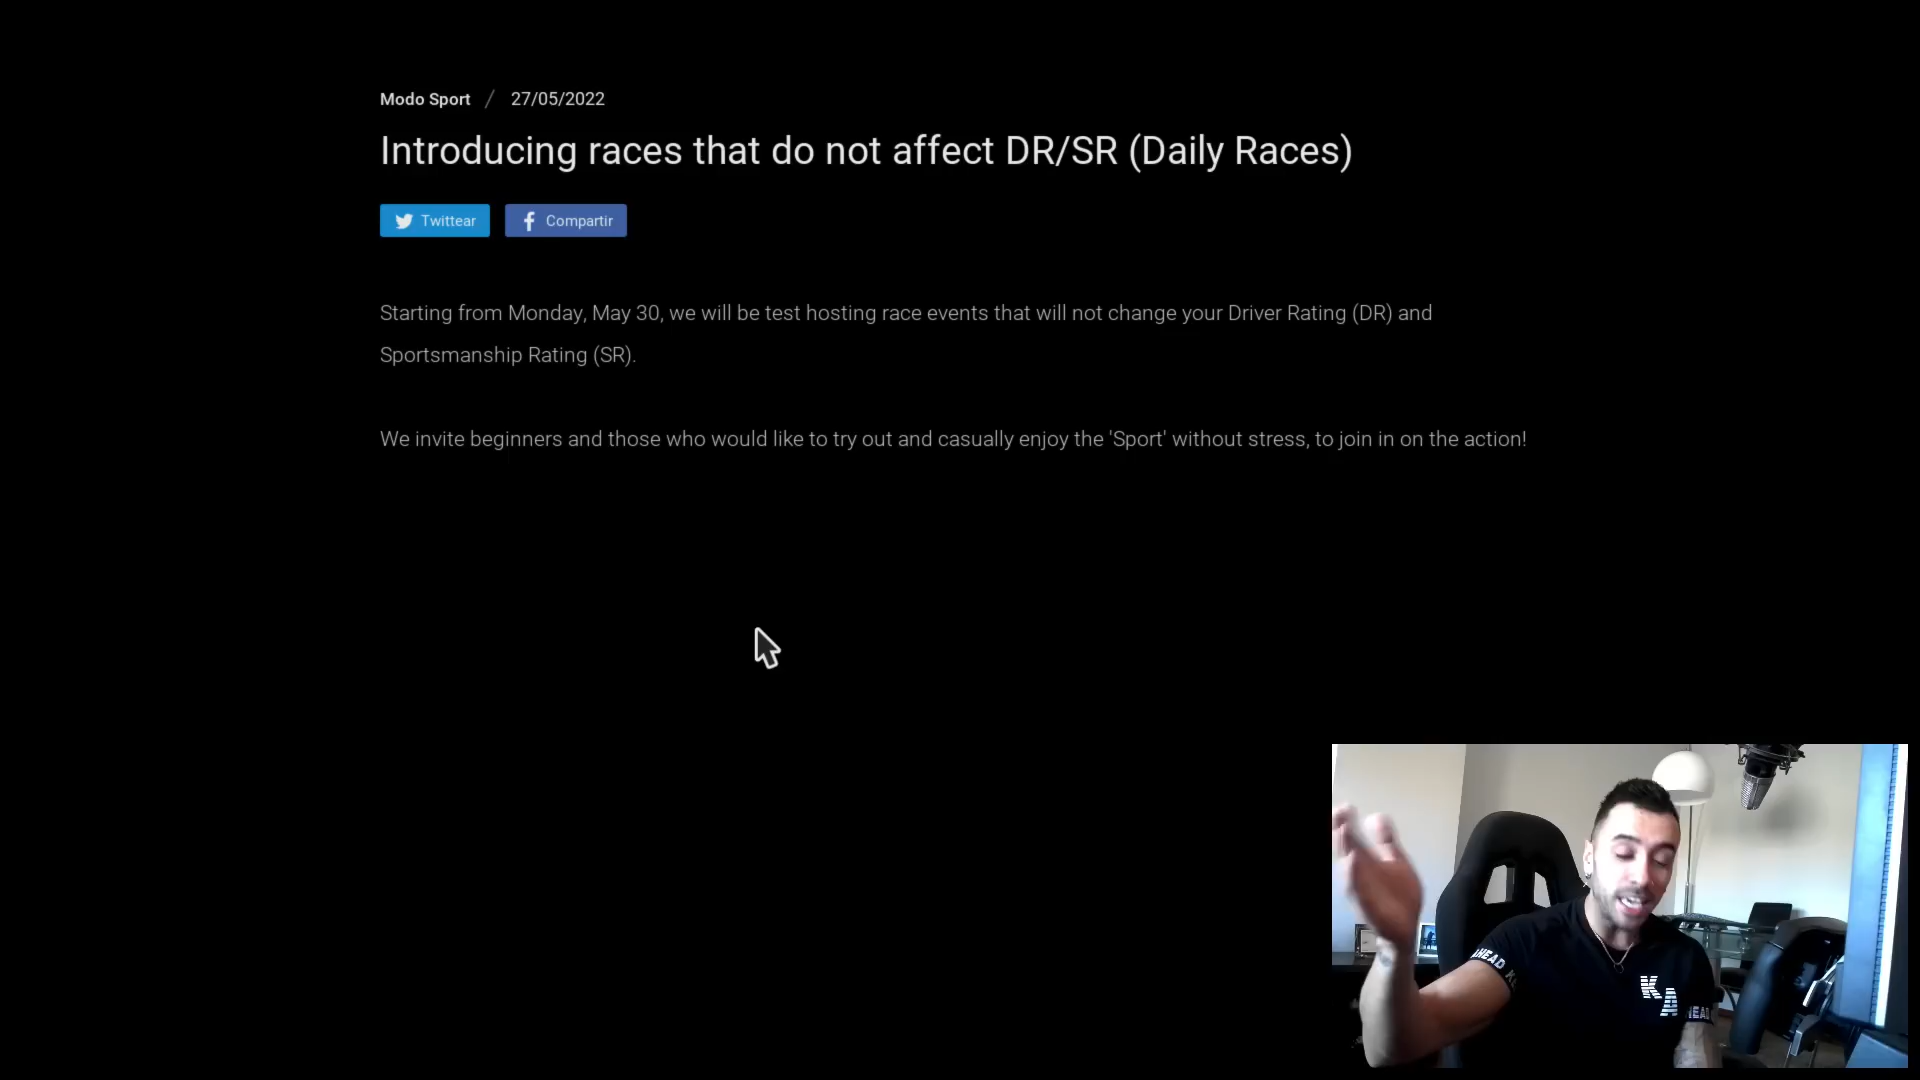 Modo Sport / 27/05/2022
Introducing races that do not affect DR/SR (Daily Races)
Twittear Compartir
Starting from Monday, May 30, we will be test hosting race events that will not change your Driver Rating (DR) and
Sportsmanship Rating (SR).
We invite beginners and those who would like to try out and casually enjoy the 'Sport' without stress, to join in on the action!
AHEAD
KA